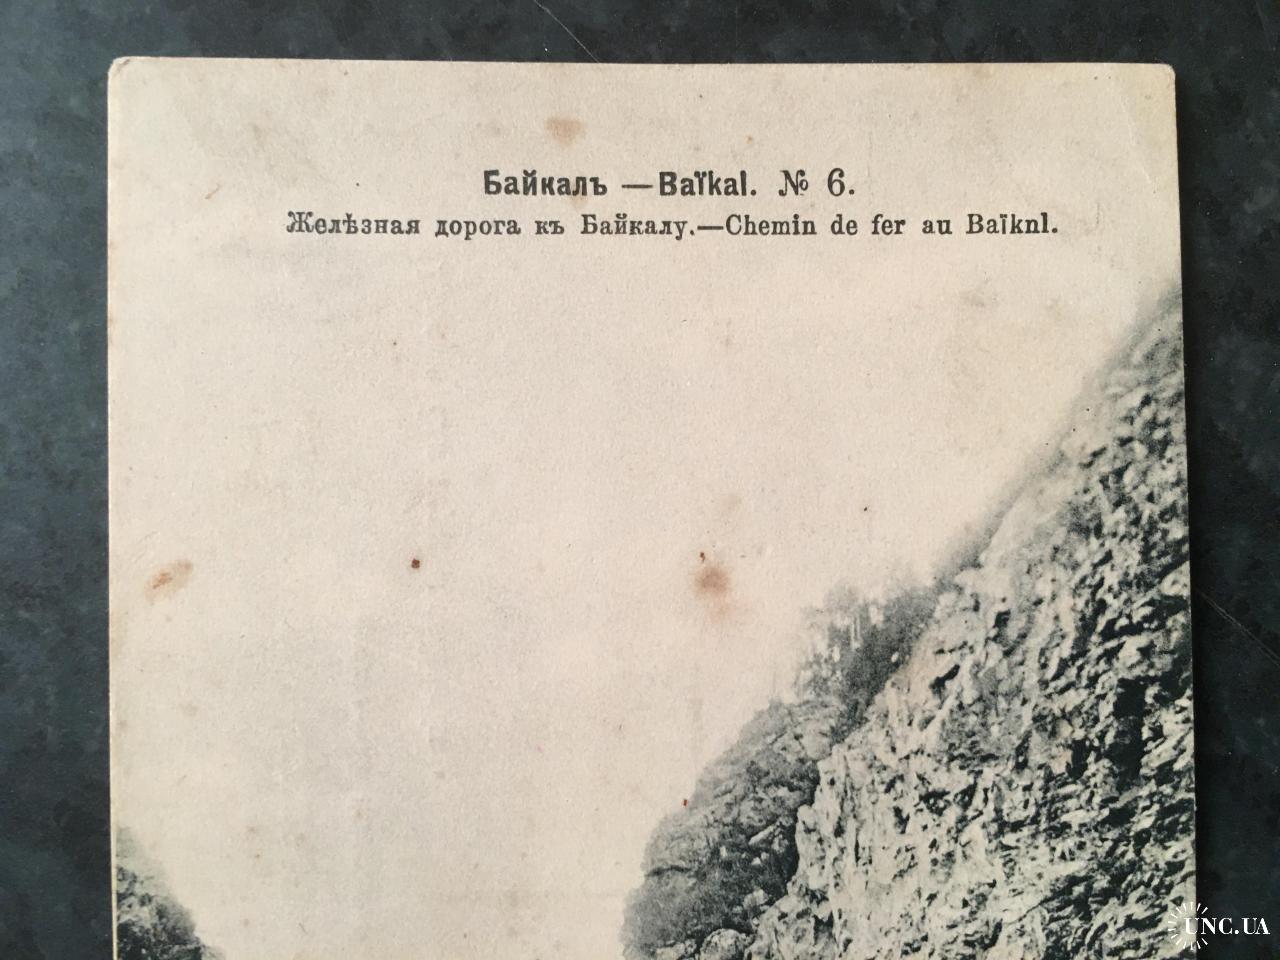 Байкалъ — Baïkal. № 6.
Желѣзная дорога къ Байкалу.—Chemin de fer au Baïknl.
UNC.UA